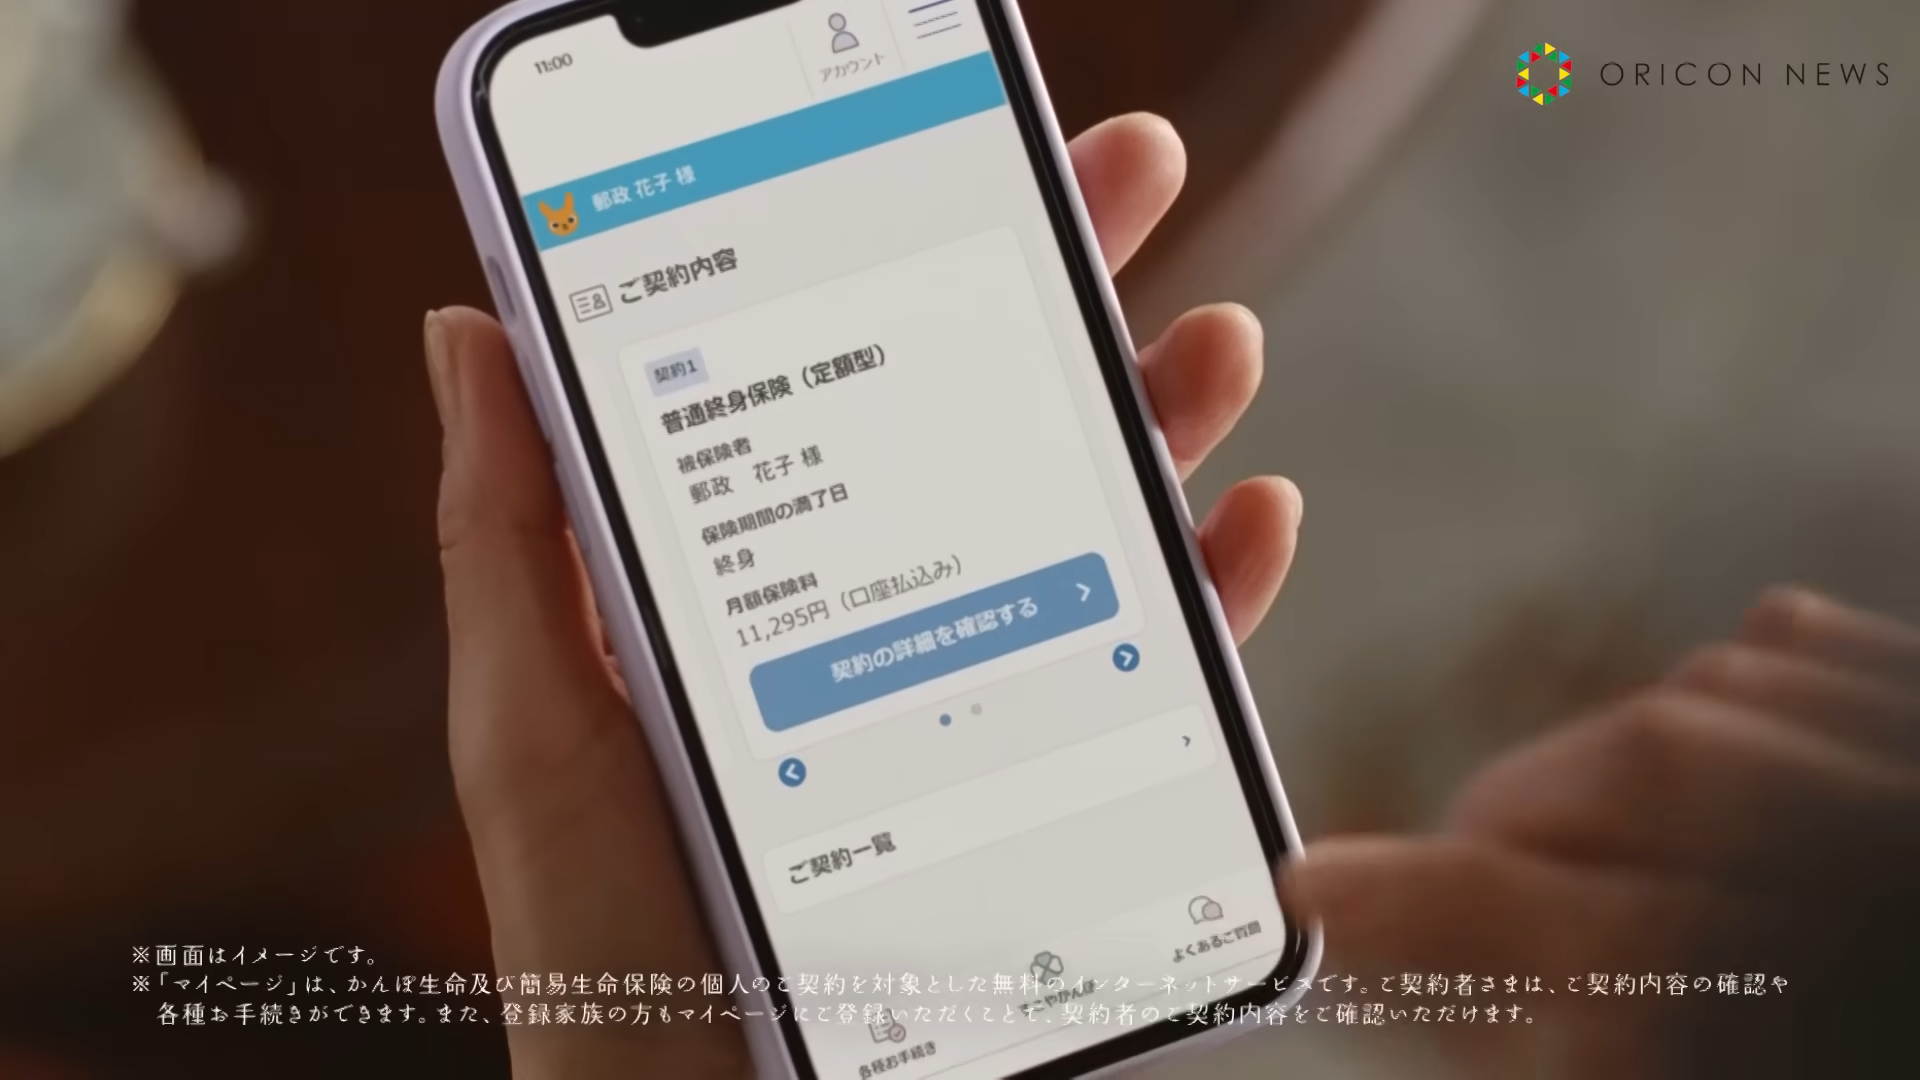 11:00
アカウント
ORICON NEWS
郵政 花子 様
ご契約内容
契約1
普通終身保険（定額型）
被保険者
郵政 花子 様
保険期間の満了日
終身
月額保険料
11,295円（口座払込み）
契約の詳細を確認する
ご契約一覧
よくあるご質問
すこやかんぽ
各種お手続き
※画面はイメージです。
※「マイページ」は、かんぽ生命及び簡易生命保険の個人のご契約を対象とした無料のインターネットサービスです。ご契約者さまは、ご契約内容の確認や
各種お手続きができます。また、登録家族の方もマイページにご登録いただくことで、契約者のご契約内容をご確認いただけます。